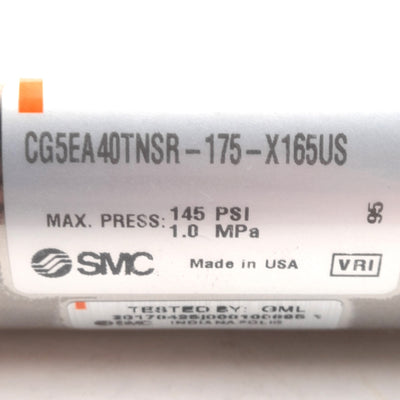 CG5EA40TNSR-175-X165US
MAX. PRESS: 145 PSI
1.0 MPa
95
SMC Made in USA VRI
TESTED BY: GML
SMC INDIANAPOLIS